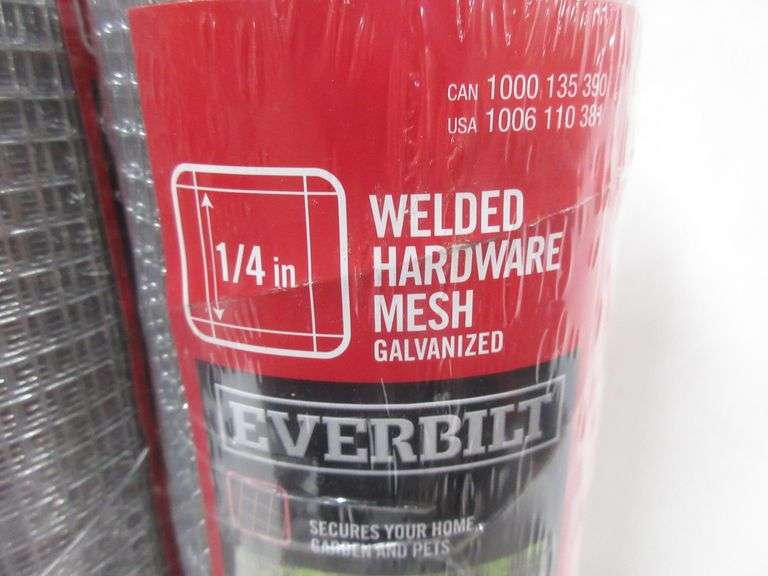 CAN 1000 135 390
USA 1006 110 381
1/4 in
WELDED
HARDWARE
MESH
GALVANIZED
EVERBILT
SECURES YOUR HOME,
GARDEN AND PETS